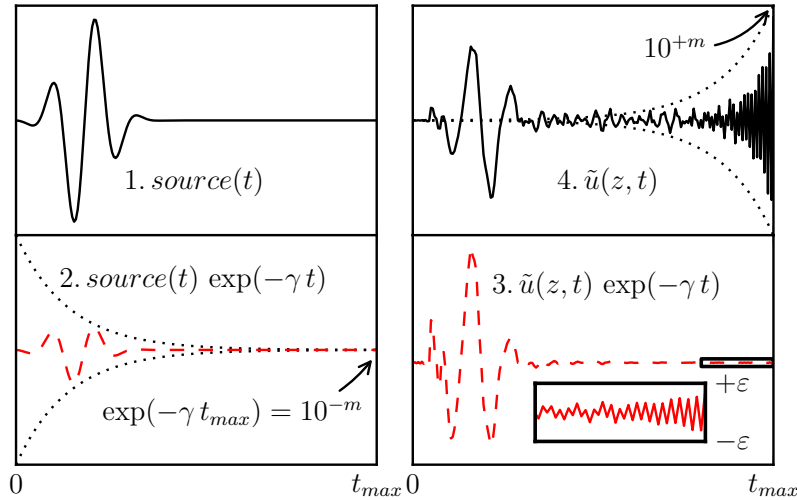 1. source(t)
10^{+m}
4. ũ(z, t)
2. source(t) exp(−γ t)
exp(−γ t_{max}) = 10^{−m}
3. ũ(z, t) exp(−γ t)
+ε
−ε
0
t_{max}
0
t_{max}